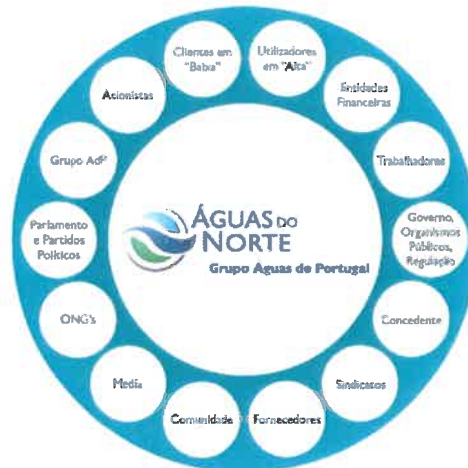 Clientes em
"Baixa"
Utilizadores
em "Alta"
Entidades
Financeiras
Trabalhadores
Governo,
Organismos
Públicos,
Regulação
Concedente
Sindicatos
Fornecedores
Comunidade
Media
ONG's
Parlamento
e Partidos
Políticos
Grupo AdP
Acionistas
ÁGUAS DO
NORTE
Grupo Águas de Portugal